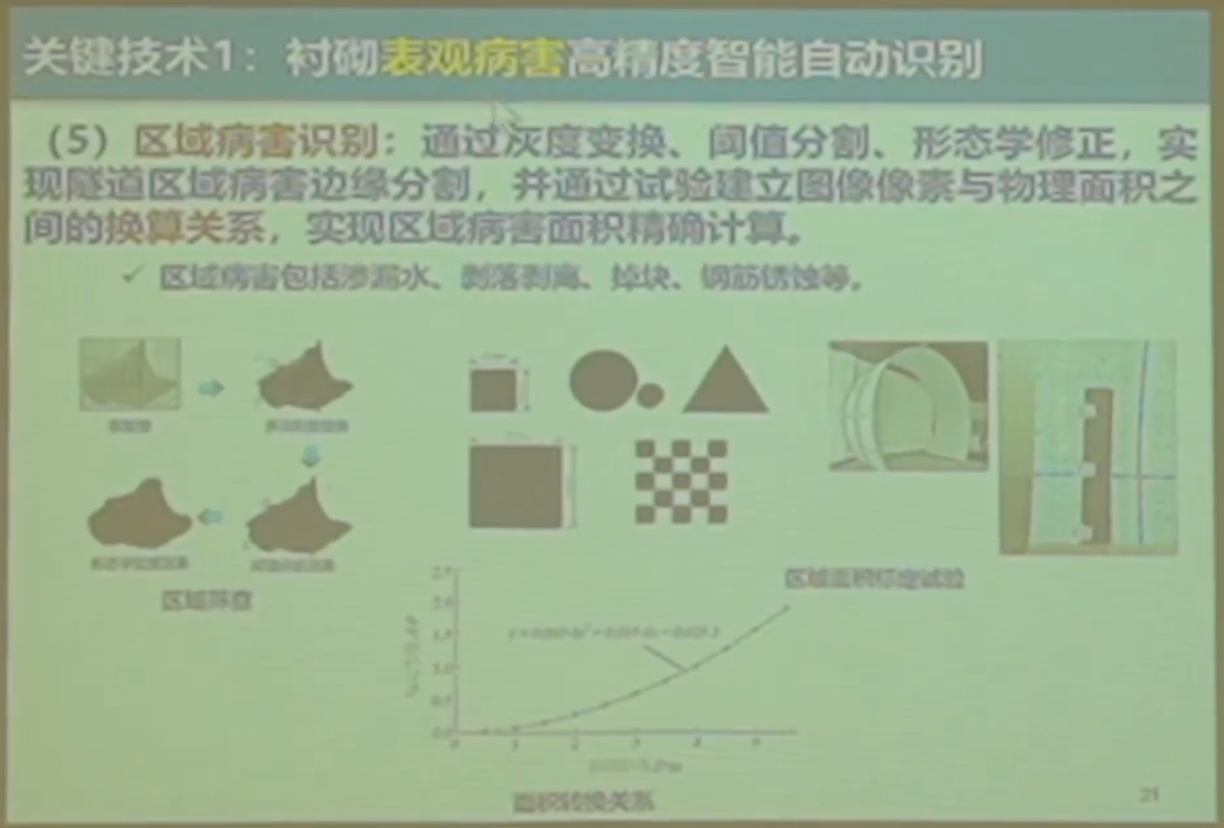 关键技术1：衬砌表观病害高精度智能自动识别
（5）区域病害识别：通过灰度变换、阈值分割、形态学修正，实
现隧道区域病害边缘分割，并通过试验建立图像像素与物理面积之
间的换算关系，实现区域病害面积精确计算。
✓ 区域病害包括渗漏水、剥落剥离、掉块、钢筋锈蚀等。
区域筛查
区域面积标定试验
2.5
2.0
1.5
1.0
0.5
0.0
0 1 2 3 4 5
面积转换关系
21